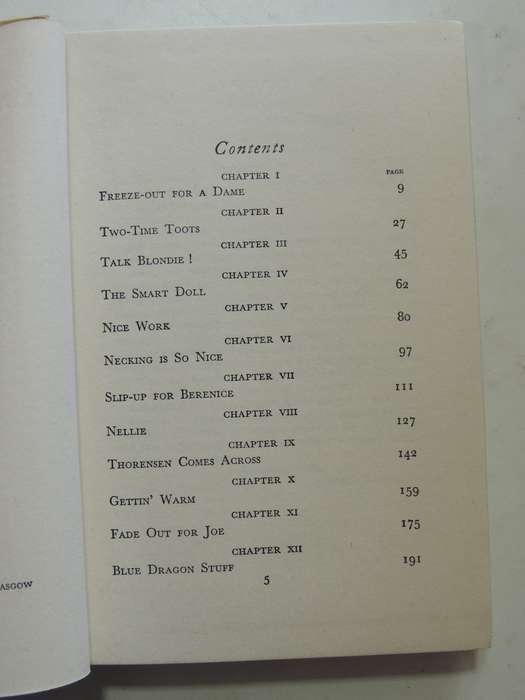 Contents
CHAPTER I PAGE
FREEZE-OUT FOR A DAME 9
CHAPTER II
TWO-TIME TOOTS 27
CHAPTER III
TALK BLONDIE ! 45
CHAPTER IV
THE SMART DOLL 62
CHAPTER V
NICE WORK 80
CHAPTER VI
NECKING IS SO NICE 97
CHAPTER VII
SLIP-UP FOR BERENICE 111
CHAPTER VIII
NELLIE 127
CHAPTER IX
THORENSEN COMES ACROSS 142
CHAPTER X
GETTIN' WARM 159
CHAPTER XI
FADE OUT FOR JOE 175
CHAPTER XII
BLUE DRAGON STUFF 191
5
ASGOW